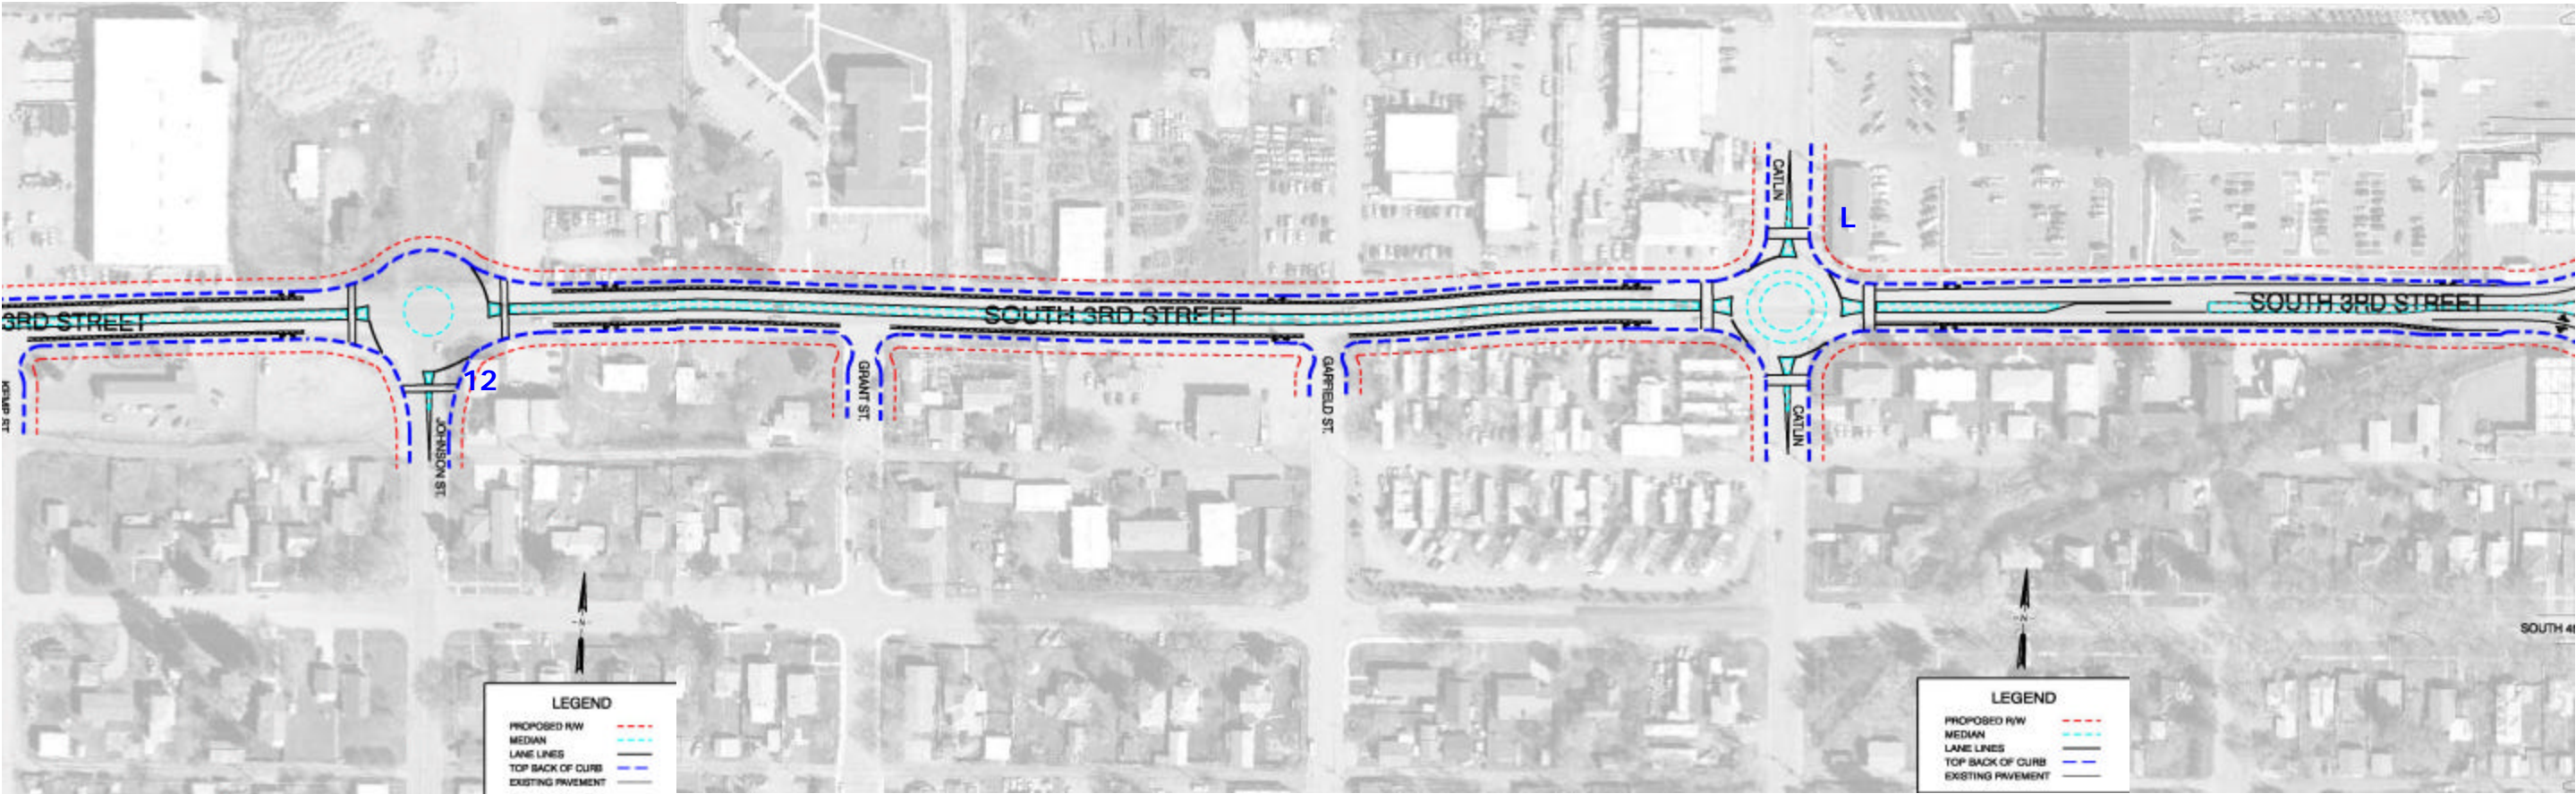 CATLIN
L
3RD STREET
SOUTH 3RD STREET
SOUTH 3RD STREET
12
KEMP ST.
JOHNSON ST.
GRANT ST.
GARFIELD ST.
CATLIN
-N-
-N-
SOUTH 4
LEGEND
PROPOSED R/W
MEDIAN
LANE LINES
TOP BACK OF CURB
EXISTING PAVEMENT
LEGEND
PROPOSED R/W
MEDIAN
LANE LINES
TOP BACK OF CURB
EXISTING PAVEMENT